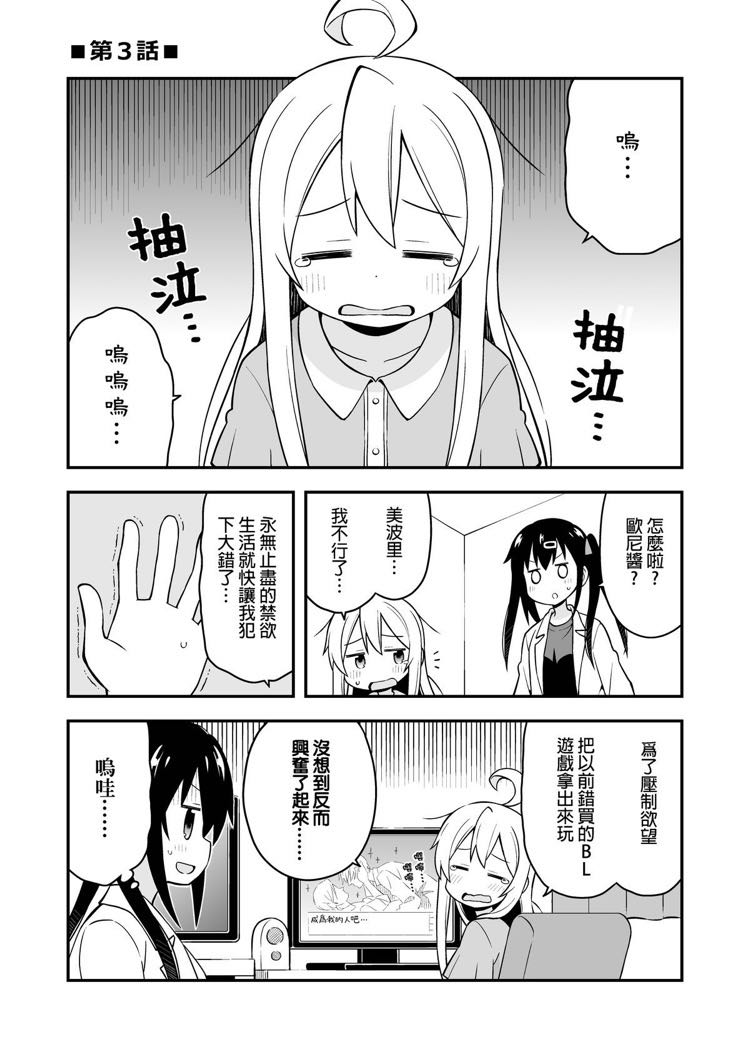 ■第3話■
嗚…
抽泣…
抽泣…
嗚嗚嗚…
怎麼啦?
歐尼醬?
美波里…
我不行了…
永無止盡的禁欲
生活就快讓我犯
下大錯了…
爲了壓制欲望
把以前錯買的BL
遊戲拿出來玩
沒想到反而
興奮了起來……
成為我的人吧…
嗚哇……